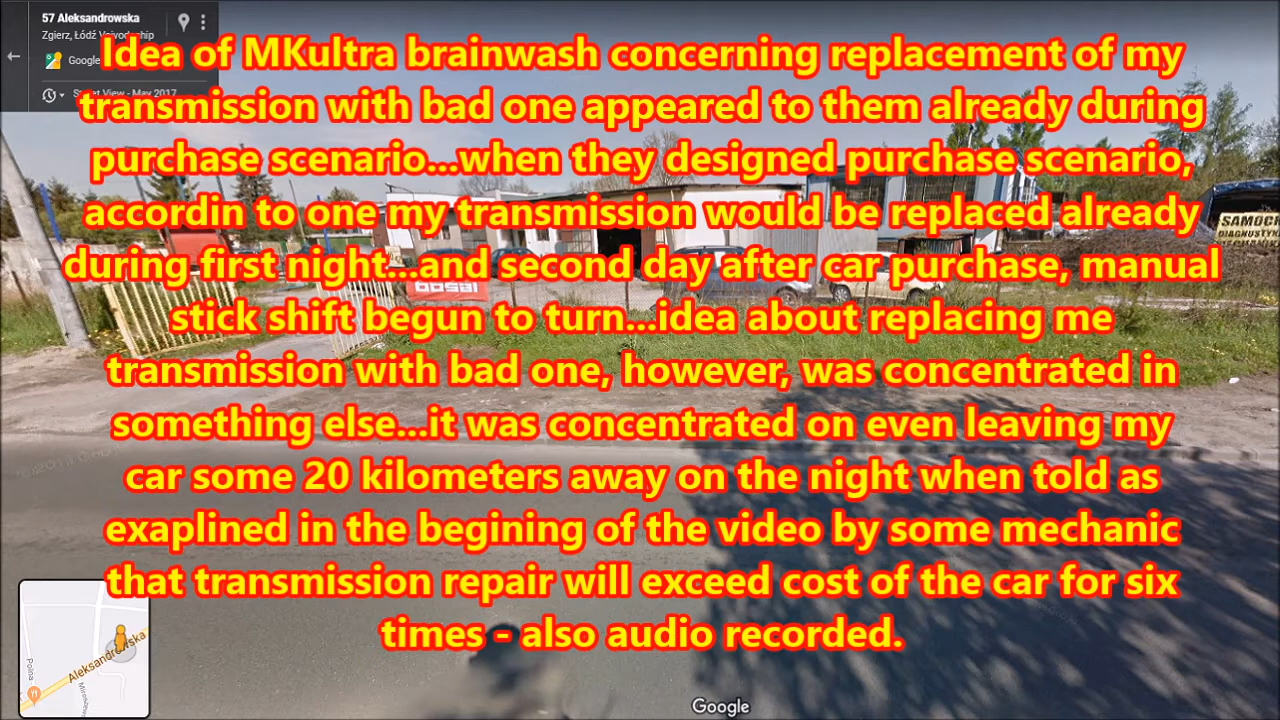 57 Aleksandrowska
Zgierz, Łódź Voivodeship
Google
Street View - May 2017
Idea of MKultra brainwash concerning replacement of my
transmission with bad one appeared to them already during
purchase scenario...when they designed purchase scenario,
accordin to one my transmission would be replaced already
during first night...and second day after car purchase, manual
stick shift begun to turn...idea about replacing me
transmission with bad one, however, was concentrated in
something else...it was concentrated on even leaving my
car some 20 kilometers away on the night when told as
exaplined in the begining of the video by some mechanic
that transmission repair will exceed cost of the car for six
times - also audio recorded.
SAMOC
DIAGNUSTYK
Aleksandrowska
Polna
Google